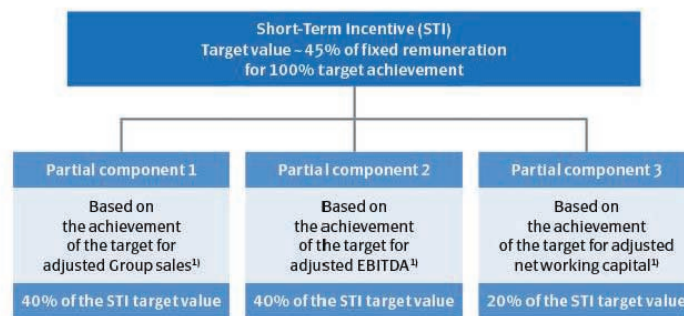 Short-Term Incentive (STI)
Target value ~ 45% of fixed remuneration
for 100% target achievement
Partial component 1
Based on
the achievement
of the target for
adjusted Group sales¹⁾
40% of the STI target value
Partial component 2
Based on
the achievement
of the target for
adjusted EBITDA¹⁾
40% of the STI target value
Partial component 3
Based on
the achievement
of the target for adjusted
net working capital¹⁾
20% of the STI target value